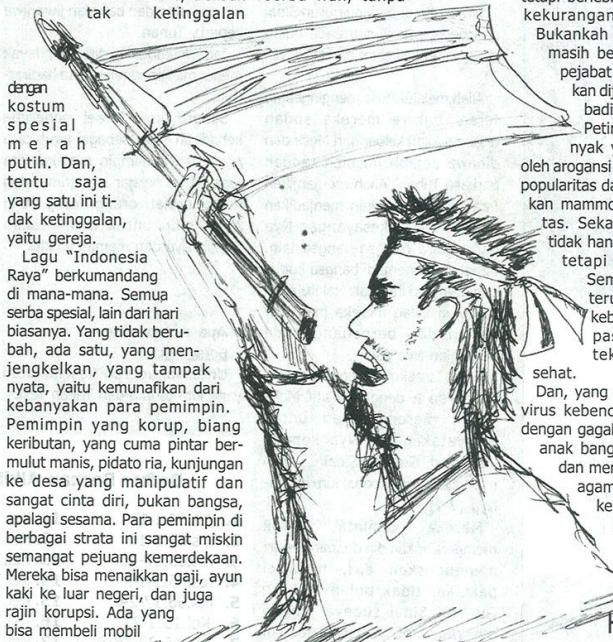 tak ketinggalan
dengan
kostum
spesial
merah
putih. Dan,
tentu saja
yang satu ini ti-
dak ketinggalan,
yaitu gereja.
Lagu “Indonesia
Raya” berkumandang
di mana-mana. Semua
serba spesial, lain dari hari
biasanya. Yang tidak beru-
bah, ada satu, yang men-
jengkelkan, yang tampak
nyata, yaitu kemunafikan dari
kebanyakan para pemimpin.
Pemimpin yang korup, biang
keributan, yang cuma pintar ber-
mulut manis, pidato ria, kunjungan
ke desa yang manipulatif dan
sangat cinta diri, bukan bangsa,
apalagi sesama. Para pemimpin di
berbagai strata ini sangat miskin
semangat pejuang kemerdekaan.
Mereka bisa menaikkan gaji, ayun
kaki ke luar negeri, dan juga
rajin korupsi. Ada yang
bisa membeli mobil
kekurangan
Bukankah
masih be
pejabat
kan dij
badi
Petin
nyak y
oleh arogansi
popularitas d
kan mammo
tas. Seka
tidak han
tetapi
Sem
teru
keb
pas
tek
sehat.
Dan, yang
virus kebenc
dengan gagal
anak bang
dan mer
agam
ke